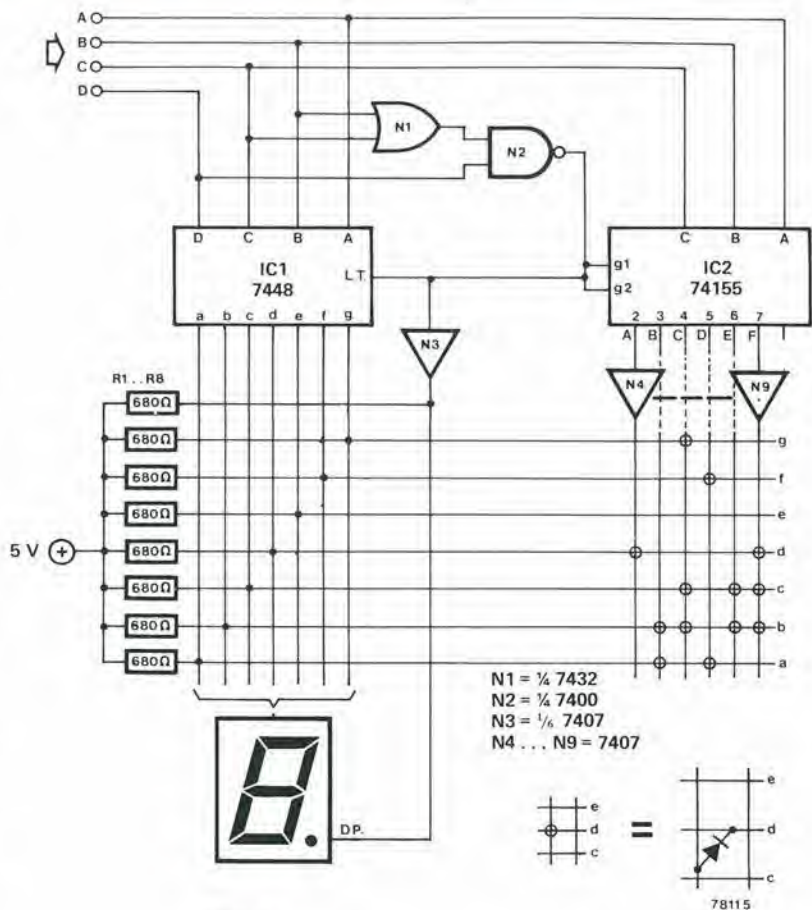 A
B
C
D
N1
N2
D C B A
IC1
7448
L.T.
a b c d e f g
C B A
g1
g2
IC2
74155
2 3 4 5 6 7
A B C D E F
N3
N4
N9
R1 . . R8
680Ω
680Ω
680Ω
680Ω
680Ω
680Ω
680Ω
680Ω
5 V +
g
f
e
d
c
b
a
N1 = ¼ 7432
N2 = ¼ 7400
N3 = ⅙ 7407
N4 . . . N9 = 7407
DP.
e
d
c
=
e
d
c
78115